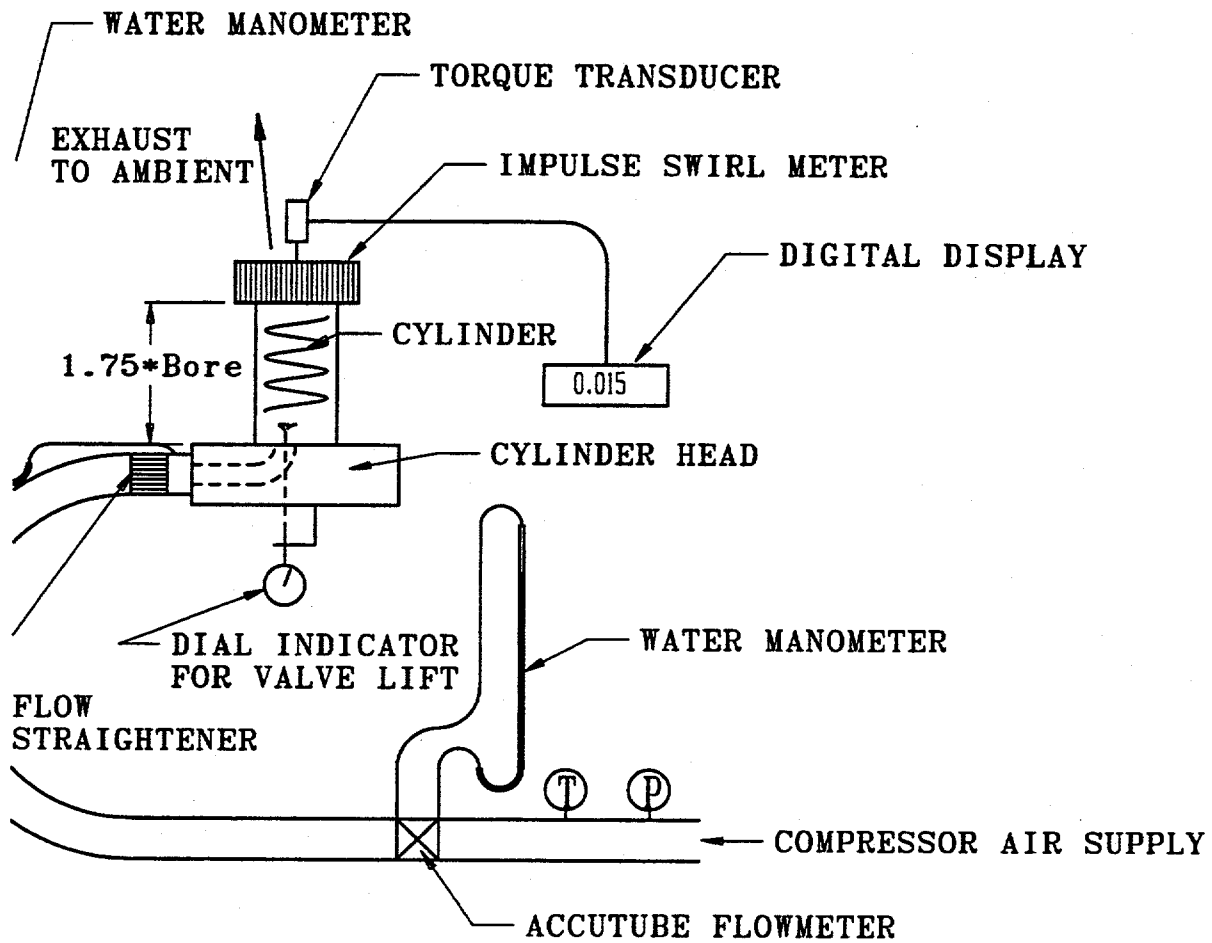 WATER MANOMETER
TORQUE TRANSDUCER
EXHAUST
TO AMBIENT
IMPULSE SWIRL METER
DIGITAL DISPLAY
CYLINDER
1.75*Bore
0.015
CYLINDER HEAD
DIAL INDICATOR
FOR VALVE LIFT
WATER MANOMETER
FLOW
STRAIGHTENER
T
P
COMPRESSOR AIR SUPPLY
ACCUTUBE FLOWMETER